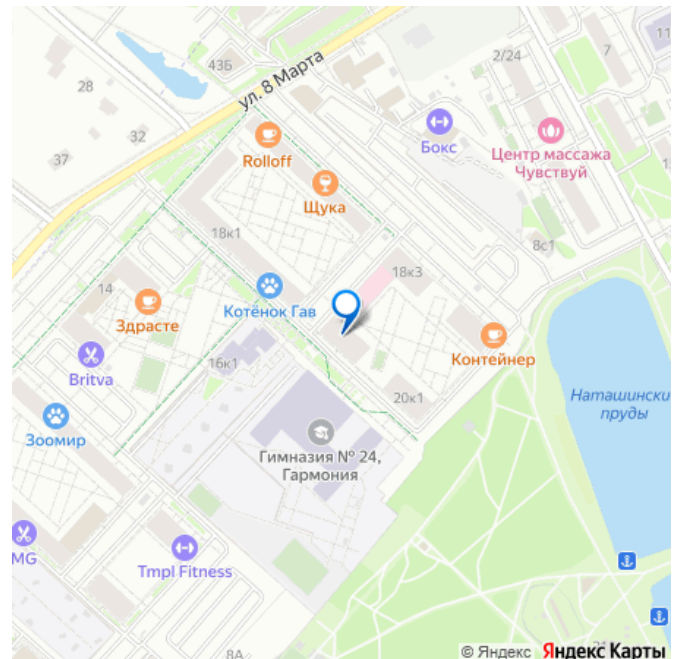 43Б
2/24
7
11
28
ул. 8 Марта
Бокс
Центр массажа
Чувствуй
32
37
Rolloff
Щука
1
18к1
8с1
18к3
14
Здрасте
Котёнок Гав
Контейнер
Britva
16к1
20к1
Наташински
пруды
Зоомир
Гимназия № 24,
Гармония
MG
Tmpl Fitness
8А
© Яндекс Яндекс Карты